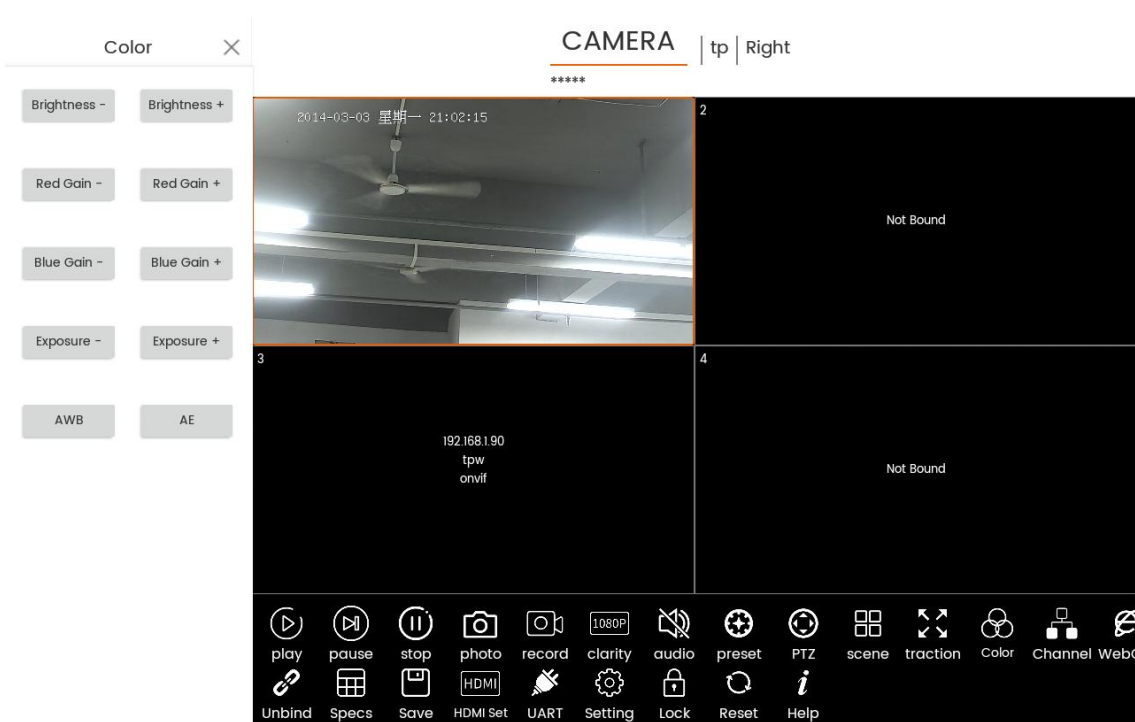 Color
CAMERA | tp | Right
*****
Brightness -
Brightness +
Red Gain -
Red Gain +
Blue Gain -
Blue Gain +
Exposure -
Exposure +
AWB
AE
2014-03-03 星期一 21:02:15
2
Not Bound
3
192.168.1.90
tpw
onvif
4
Not Bound
play
pause
stop
photo
1080P
record
clarity
audio
preset
PTZ
scene
traction
Color
Channel
HDMI
Unbind
Specs
Save
HDMI Set
UART
Setting
Lock
Reset
Help